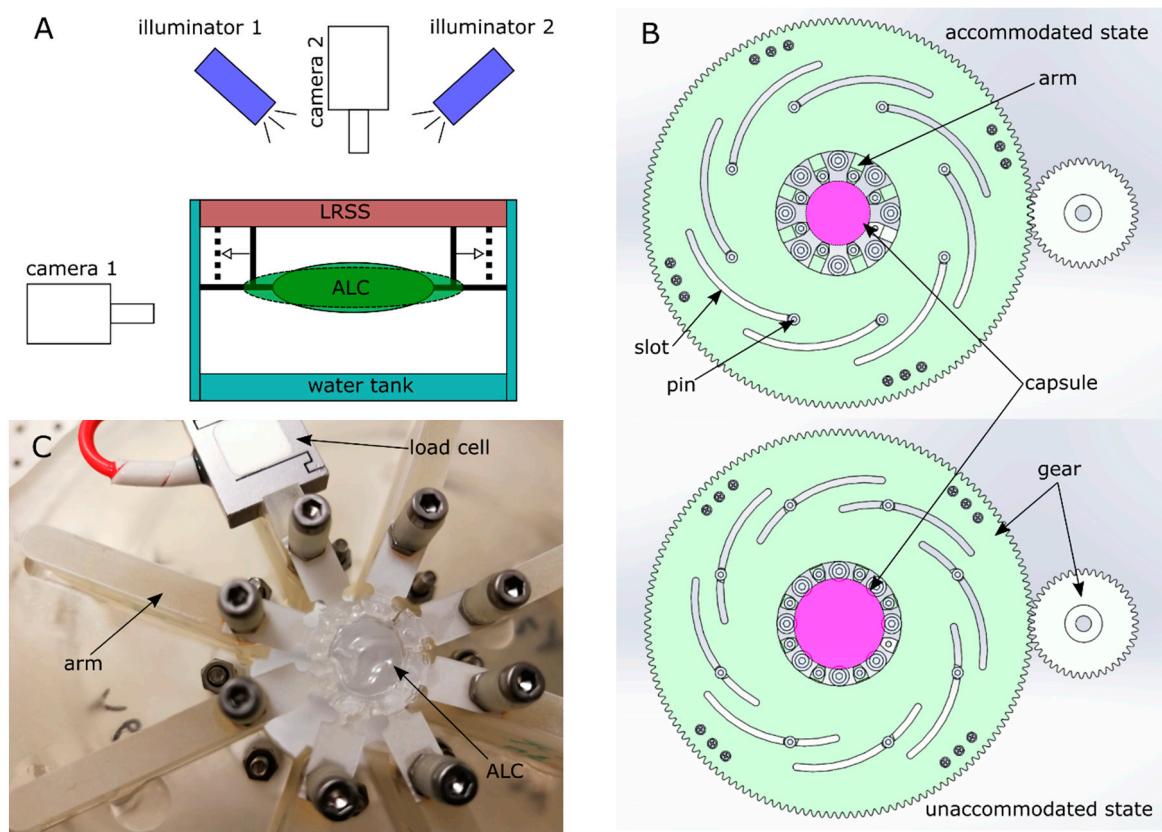 A
illuminator 1
camera 2
illuminator 2
LRSS
ALC
camera 1
water tank
B
accommodated state
arm
slot
pin
capsule
gear
unaccommodated state
C
load cell
arm
ALC